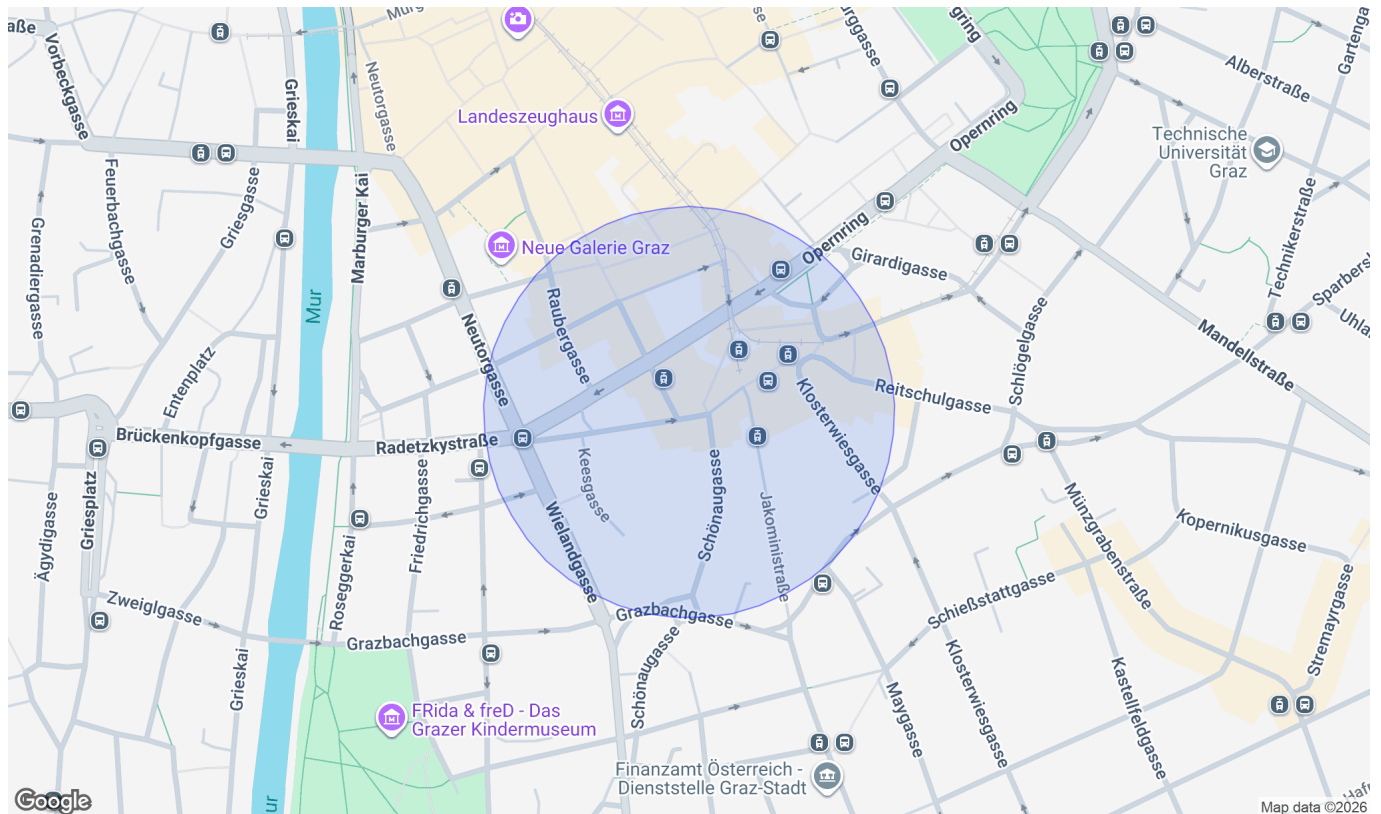 aße
Vorbeckgasse
Grieskai
Neutorgasse
Landeszeughaus
Opernring
Alberstraße
Technische
Universität
Graz
Feuerbachgasse
Griesgasse
Marburger Kai
Grenadiergasse
Mur
Neue Galerie Graz
Opernring
Girardigasse
Technikerstraße
Raubergasse
Neutorgasse
Schlögelgasse
Mandellstraße
Entenplatz
Reitschulgasse
Klosterwiesgasse
Brückenkopfgasse
Radetzkystraße
Grieskai
Keesgasse
Schönaugasse
Jakoministraße
Münzgrabenstraße
Kopernikusgasse
Griesplatz
Ägydigasse
Friedrichgasse
Wielandgasse
Roseggerkai
Zweiglgasse
Grazbachgasse
Grazbachgasse
Schießstattgasse
Stremayrgasse
Grieskai
Schönaugasse
Maygasse
Klosterwiesgasse
Kastellfeldgasse
FRida & freD - Das
Grazer Kindermuseum
Finanzamt Österreich -
Dienststelle Graz-Stadt
Google
ur
Map data ©2026